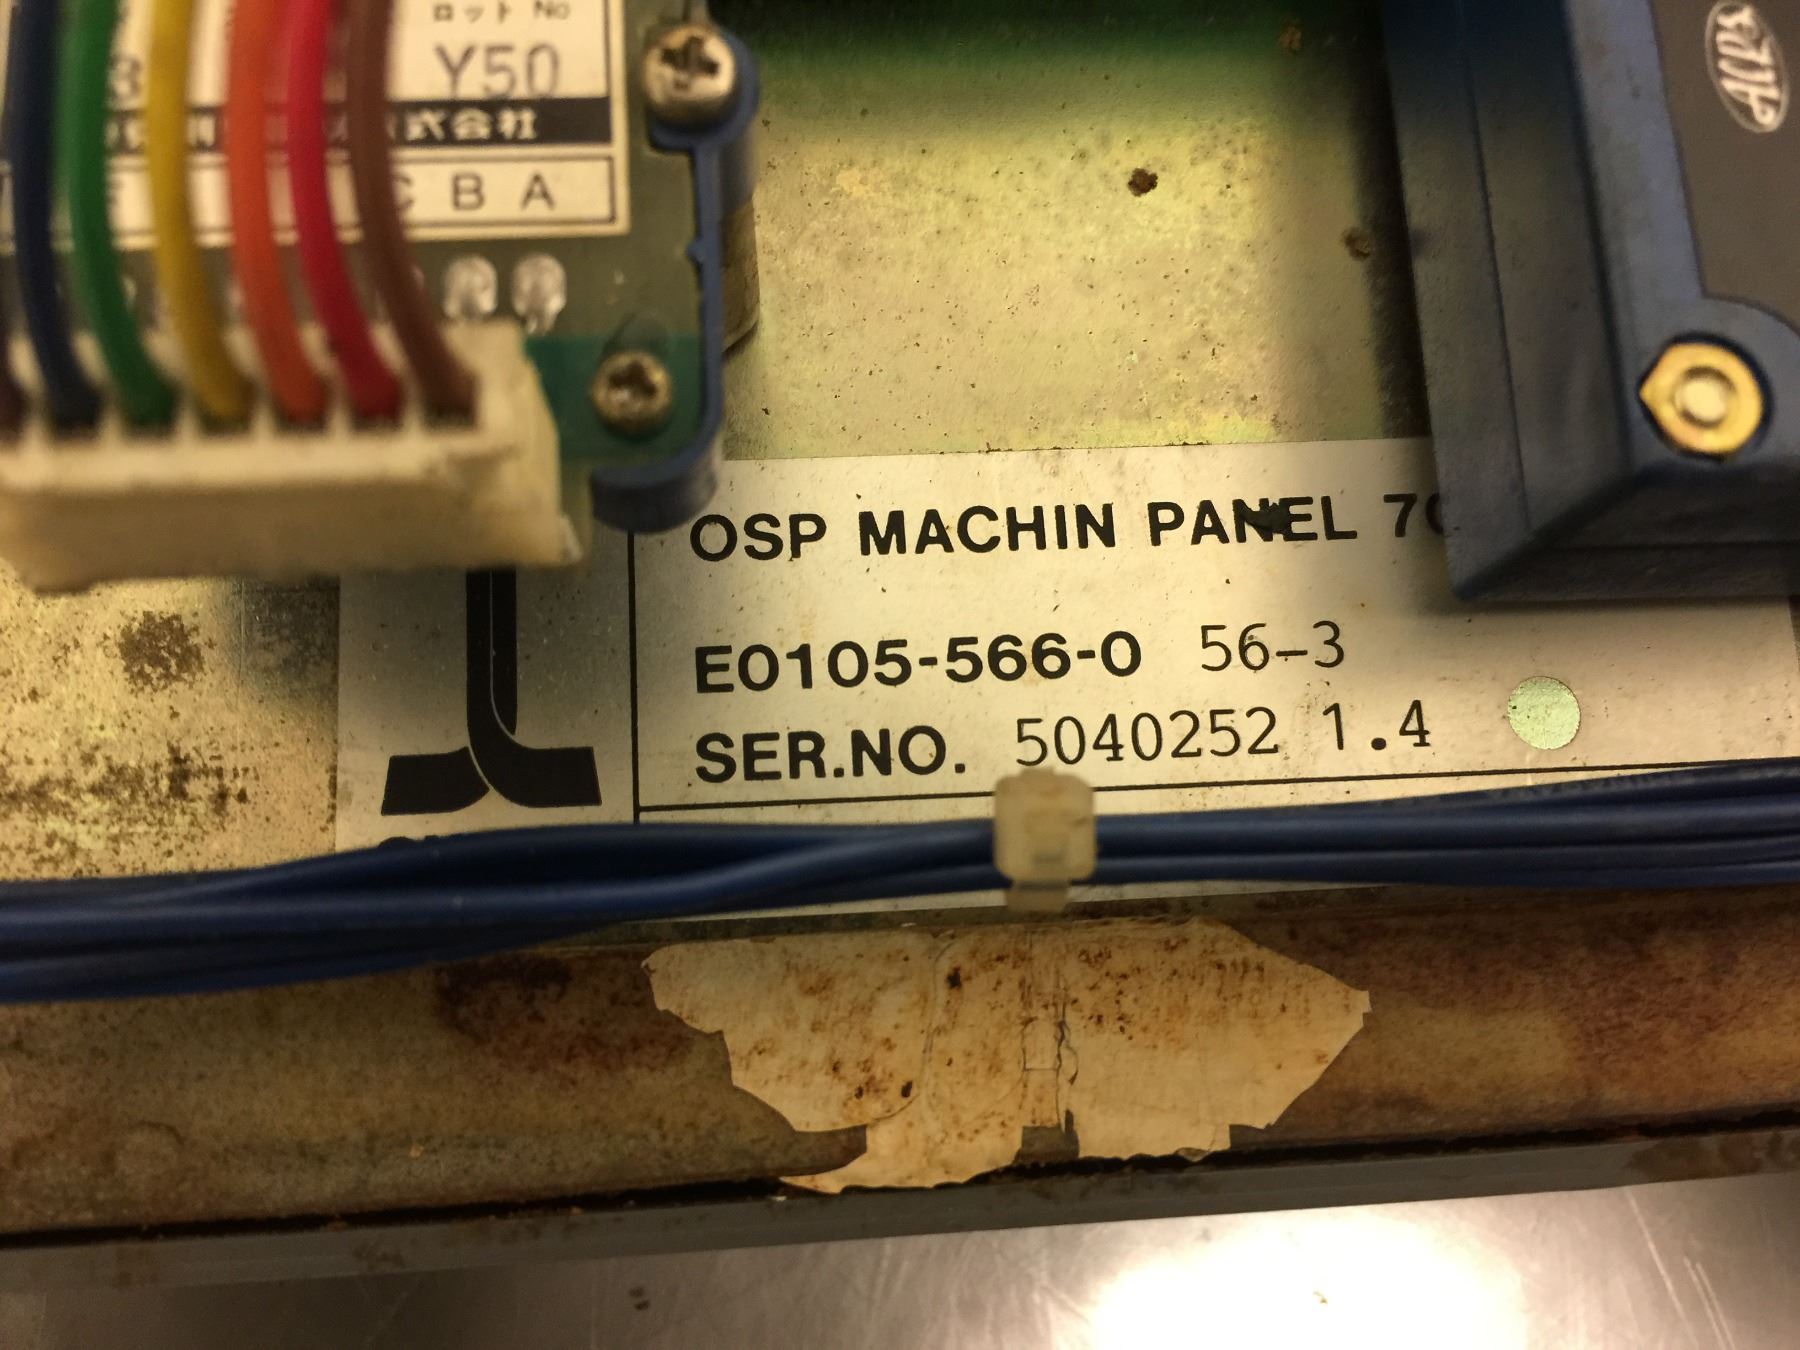 ロット No
Y50
式会社
C B A
OSP MACHIN PANEL
E0105-566-0 56-3
SER.NO. 5040252 1.4